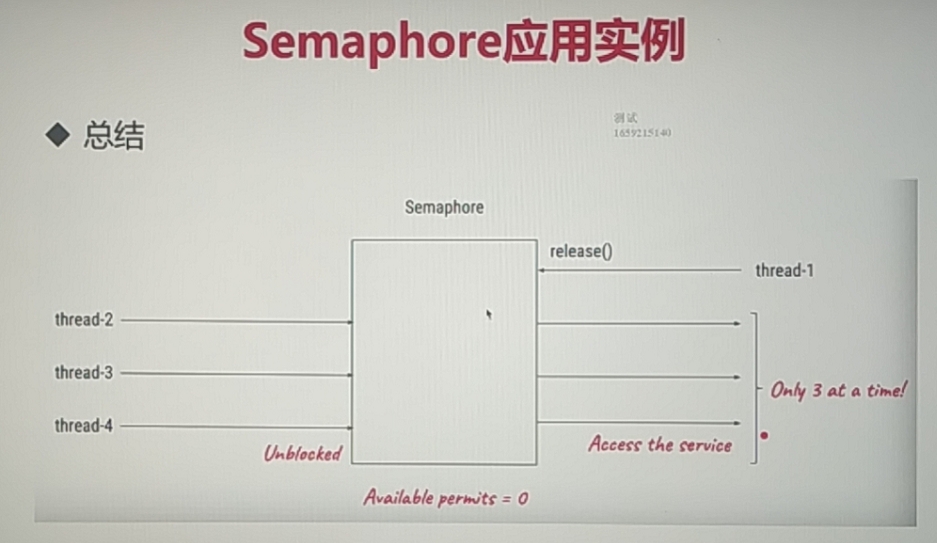 Semaphore应用实例
◆ 总结
测试
1659215140
Semaphore
release()
thread-1
thread-2
thread-3
Only 3 at a time!
thread-4
Access the service
Unblocked
Available permits = 0